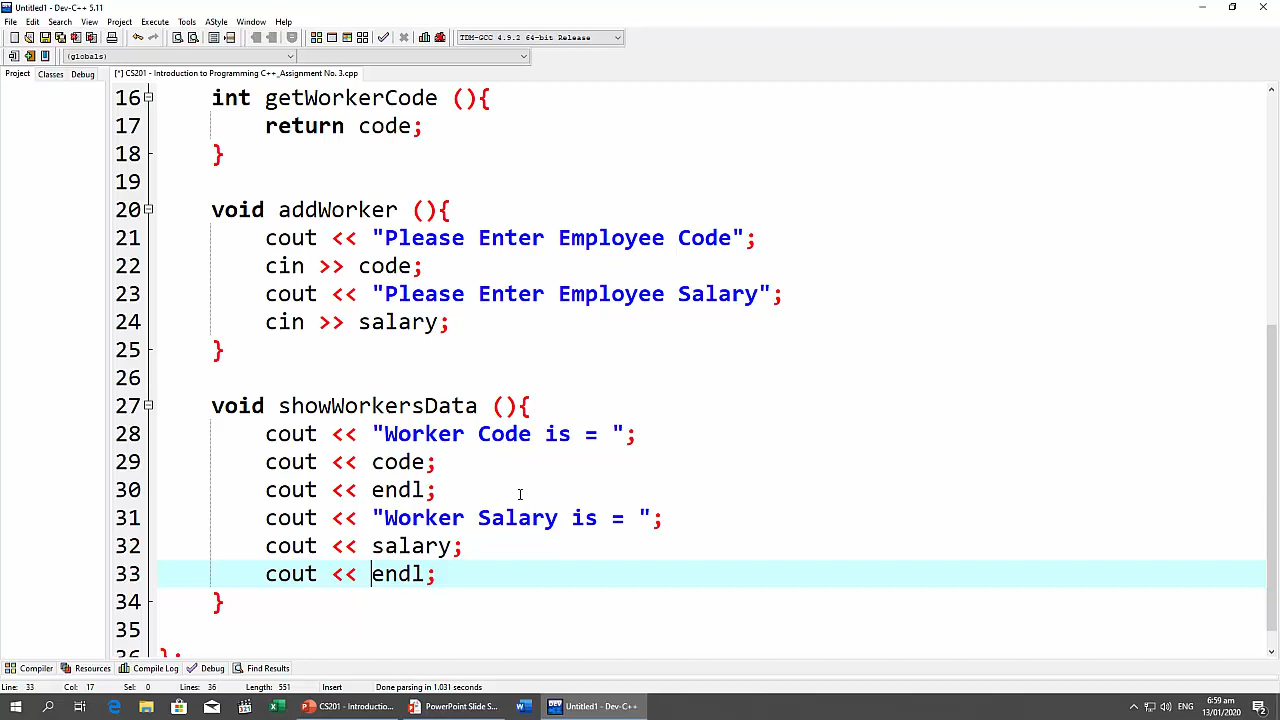 Untitled1 - Dev-C++ 5.11
File Edit Search View Project Execute Tools AStyle Window Help
TDM-GCC 4.9.2 64-bit Release
(globals)
Project Classes Debug [*] CS201 - Introduction to Programming C++_Assignment No. 3.cpp
16 int getWorkerCode (){
17 return code;
18 }
19
20 void addWorker (){
21 cout << "Please Enter Employee Code";
22 cin >> code;
23 cout << "Please Enter Employee Salary";
24 cin >> salary;
25 }
26
27 void showWorkersData (){
28 cout << "Worker Code is = ";
29 cout << code;
30 cout << endl;
31 cout << "Worker Salary is = ";
32 cout << salary;
33 cout << endl;
34 }
35
36 };
Compiler Resources Compile Log Debug Find Results
Line: 33 Col: 17 Sel: 0 Lines: 36 Length: 551 Insert Done parsing in 1.031 seconds
CS201 - Introductio... PowerPoint Slide S... Untitled1 - Dev-C++ ENG 6:59 am
13/01/2020